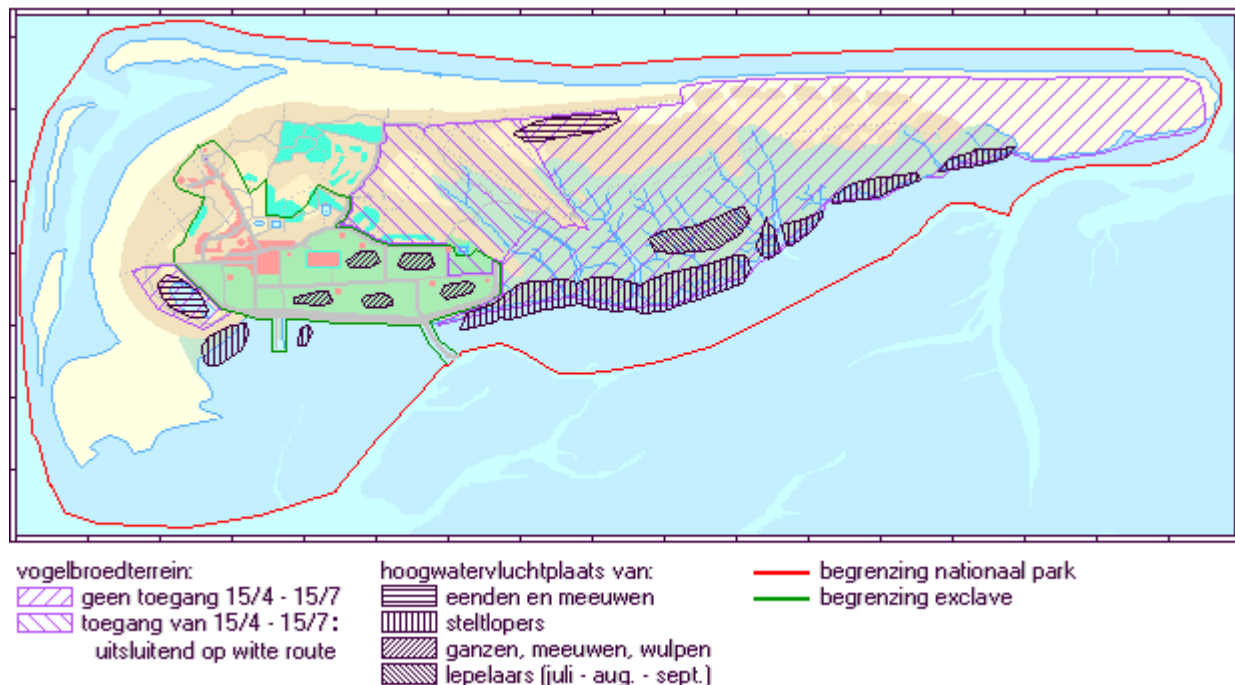 vogelbroedterrein:
geen toegang 15/4 - 15/7
toegang van 15/4 - 15/7:
uitsluitend op witte route
hoogwatervluchtplaats van:
eenden en meeuwen
steltlopers
ganzen, meeuwen, wulpen
lepelaars (juli - aug. - sept.)
begrenzing nationaal park
begrenzing exclave